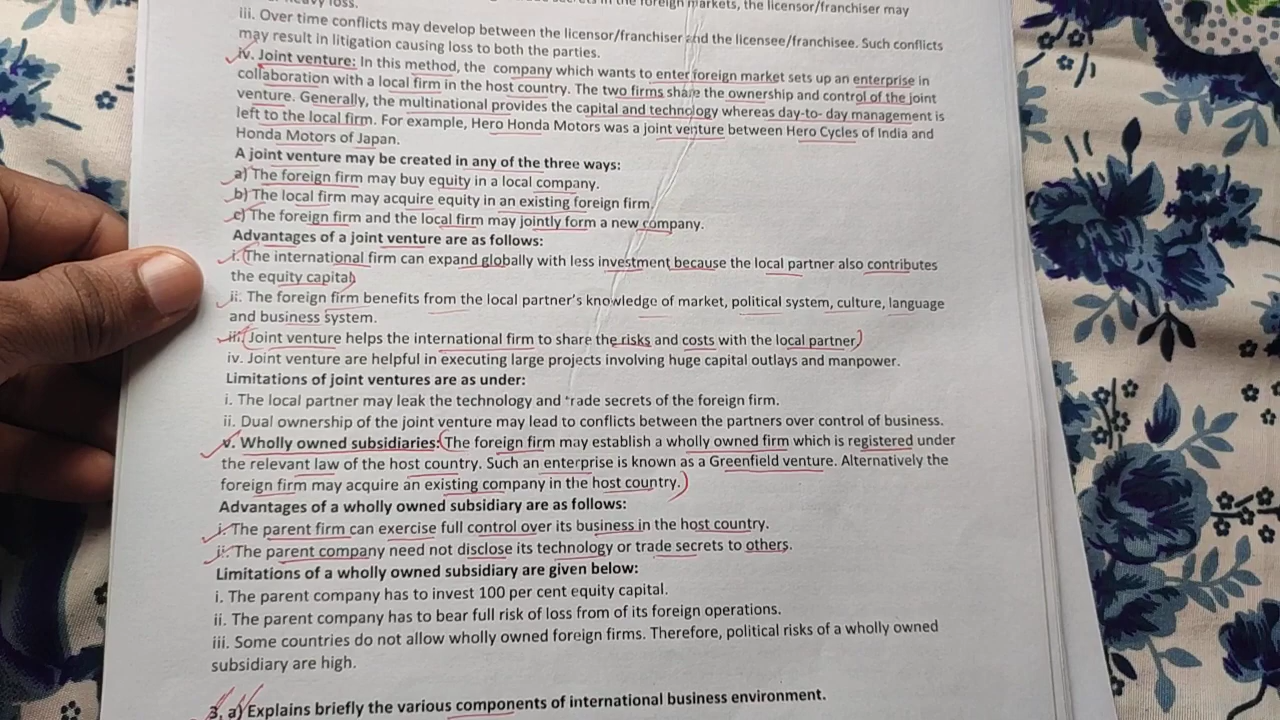 heavy loss.
secrets in the foreign markets, the licensor/franchiser may
iii. Over time conflicts may develop between the licensor/franchiser and the licensee/franchisee. Such conflicts
may result in litigation causing loss to both the parties.
iv. Joint venture: In this method, the company which wants to enter foreign market sets up an enterprise in
collaboration with a local firm in the host country. The two firms share the ownership and control of the joint
venture. Generally, the multinational provides the capital and technology whereas day-to- day management is
left to the local firm. For example, Hero Honda Motors was a joint venture between Hero Cycles of India and
Honda Motors of Japan.
A joint venture may be created in any of the three ways:
a) The foreign firm may buy equity in a local company.
b) The local firm may acquire equity in an existing foreign firm.
c) The foreign firm and the local firm may jointly form a new company.
Advantages of a joint venture are as follows:
i. The international firm can expand globally with less investment because the local partner also contributes
the equity capital
ii. The foreign firm benefits from the local partner's knowledge of market, political system, culture, language
and business system.
iii. Joint venture helps the international firm to share the risks and costs with the local partner
iv. Joint venture are helpful in executing large projects involving huge capital outlays and manpower.
Limitations of joint ventures are as under:
i. The local partner may leak the technology and trade secrets of the foreign firm.
ii. Dual ownership of the joint venture may lead to conflicts between the partners over control of business.
v. Wholly owned subsidiaries: The foreign firm may establish a wholly owned firm which is registered under
the relevant law of the host country. Such an enterprise is known as a Greenfield venture. Alternatively the
foreign firm may acquire an existing company in the host country.
Advantages of a wholly owned subsidiary are as follows:
i. The parent firm can exercise full control over its business in the host country.
ii. The parent company need not disclose its technology or trade secrets to others.
Limitations of a wholly owned subsidiary are given below:
i. The parent company has to invest 100 per cent equity capital.
ii. The parent company has to bear full risk of loss from of its foreign operations.
iii. Some countries do not allow wholly owned foreign firms. Therefore, political risks of a wholly owned
subsidiary are high.
3. a) Explains briefly the various components of international business environment.